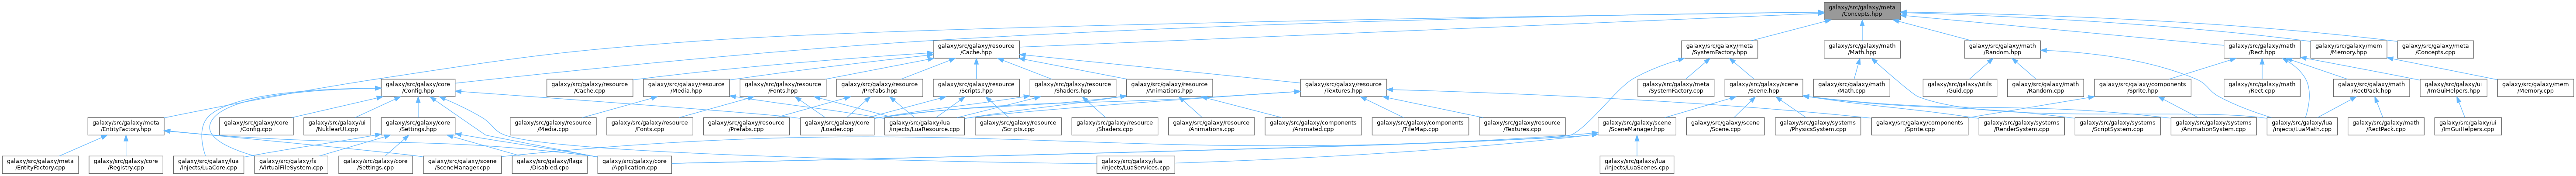 galaxy/src/galaxy/meta
/Concepts.hpp
galaxy/src/galaxy/resource
/Cache.hpp
galaxy/src/galaxy/meta
/SystemFactory.hpp
galaxy/src/galaxy/math
/Math.hpp
galaxy/src/galaxy/math
/Random.hpp
galaxy/src/galaxy/math
/Rect.hpp
galaxy/src/galaxy/mem
/Memory.hpp
galaxy/src/galaxy/meta
/Concepts.cpp
galaxy/src/galaxy/core
/Config.hpp
galaxy/src/galaxy/resource
/Cache.cpp
galaxy/src/galaxy/resource
/Media.hpp
galaxy/src/galaxy/resource
/Fonts.hpp
galaxy/src/galaxy/resource
/Prefabs.hpp
galaxy/src/galaxy/resource
/Scripts.hpp
galaxy/src/galaxy/resource
/Shaders.hpp
galaxy/src/galaxy/resource
/Animations.hpp
galaxy/src/galaxy/resource
/Textures.hpp
galaxy/src/galaxy/meta
/SystemFactory.cpp
galaxy/src/galaxy/scene
/Scene.hpp
galaxy/src/galaxy/math
/Math.cpp
galaxy/src/galaxy/utils
/Guid.cpp
galaxy/src/galaxy/math
/Random.cpp
galaxy/src/galaxy/components
/Sprite.hpp
galaxy/src/galaxy/math
/Rect.cpp
galaxy/src/galaxy/math
/RectPack.hpp
galaxy/src/galaxy/ui
/ImGuiHelpers.hpp
galaxy/src/galaxy/mem
/Memory.cpp
galaxy/src/galaxy/meta
/EntityFactory.hpp
galaxy/src/galaxy/core
/Config.cpp
galaxy/src/galaxy/ui
/NuklearUI.cpp
galaxy/src/galaxy/core
/Settings.hpp
galaxy/src/galaxy/resource
/Media.cpp
galaxy/src/galaxy/resource
/Fonts.cpp
galaxy/src/galaxy/resource
/Prefabs.cpp
galaxy/src/galaxy/core
/Loader.cpp
galaxy/src/galaxy/lua
/injects/LuaResource.cpp
galaxy/src/galaxy/resource
/Scripts.cpp
galaxy/src/galaxy/resource
/Shaders.cpp
galaxy/src/galaxy/resource
/Animations.cpp
galaxy/src/galaxy/components
/Animated.cpp
galaxy/src/galaxy/components
/TileMap.cpp
galaxy/src/galaxy/resource
/Textures.cpp
galaxy/src/galaxy/scene
/SceneManager.hpp
galaxy/src/galaxy/scene
/Scene.cpp
galaxy/src/galaxy/systems
/PhysicsSystem.cpp
galaxy/src/galaxy/components
/Sprite.cpp
galaxy/src/galaxy/systems
/RenderSystem.cpp
galaxy/src/galaxy/systems
/ScriptSystem.cpp
galaxy/src/galaxy/systems
/AnimationSystem.cpp
galaxy/src/galaxy/lua
/injects/LuaMath.cpp
galaxy/src/galaxy/math
/RectPack.cpp
galaxy/src/galaxy/ui
/ImGuiHelpers.cpp
galaxy/src/galaxy/meta
/EntityFactory.cpp
galaxy/src/galaxy/core
/Registry.cpp
galaxy/src/galaxy/lua
/injects/LuaCore.cpp
galaxy/src/galaxy/fs
/VirtualFileSystem.cpp
galaxy/src/galaxy/core
/Settings.cpp
galaxy/src/galaxy/scene
/SceneManager.cpp
galaxy/src/galaxy/flags
/Disabled.cpp
galaxy/src/galaxy/core
/Application.cpp
galaxy/src/galaxy/lua
/injects/LuaServices.cpp
galaxy/src/galaxy/lua
/injects/LuaScenes.cpp